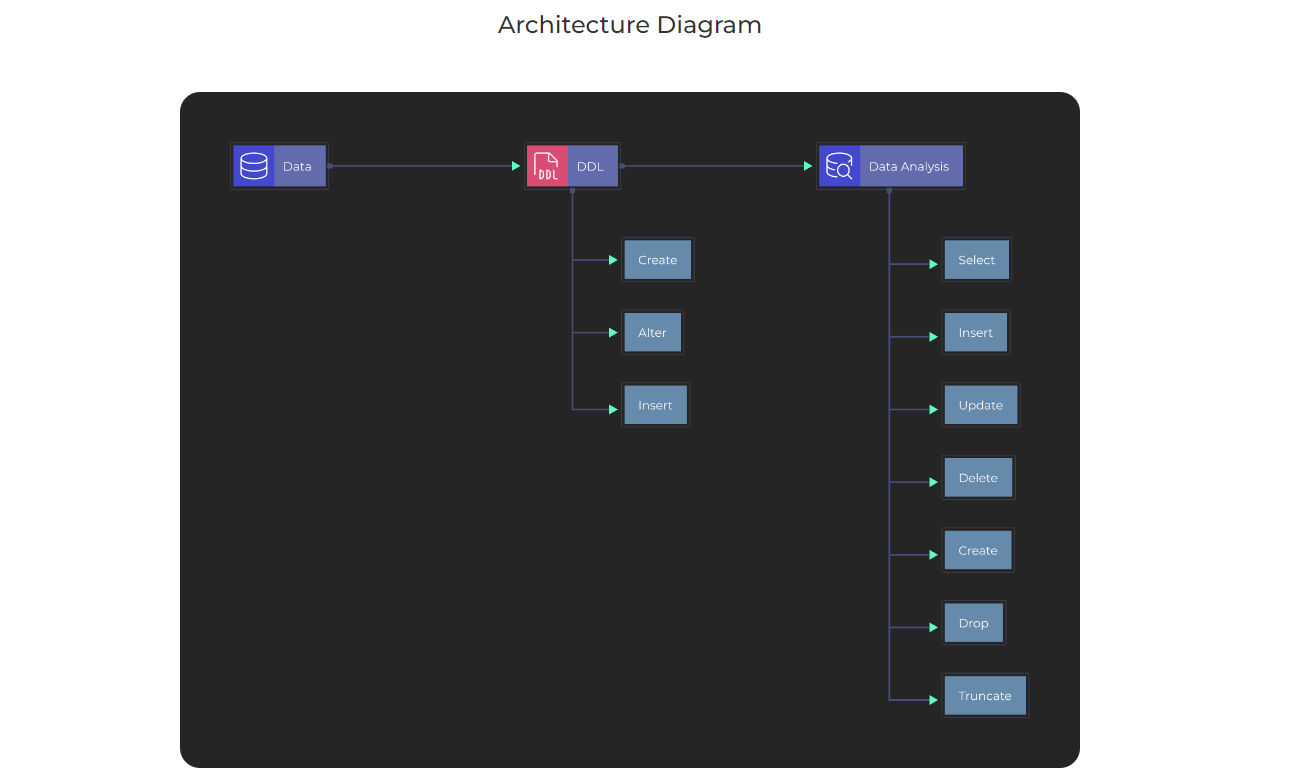 Architecture Diagram
Data
DDL
DDL
Data Analysis
Create
Alter
Insert
Select
Insert
Update
Delete
Create
Drop
Truncate